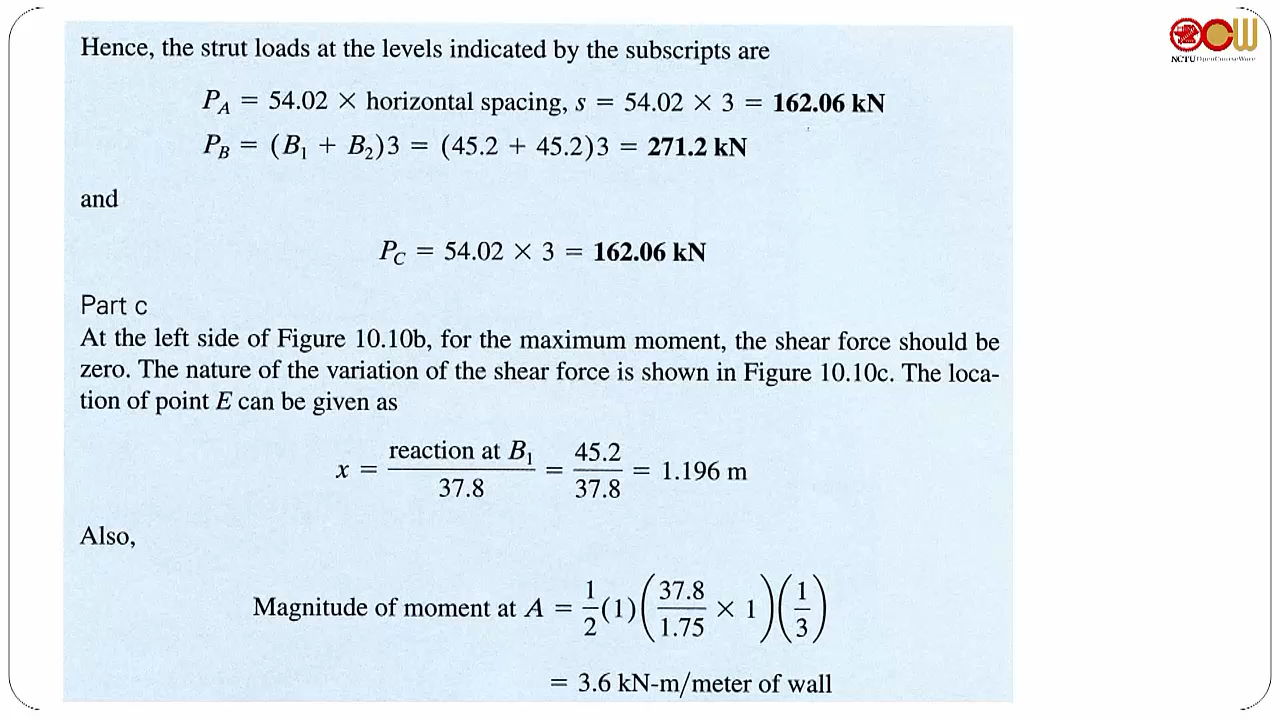 NCTU OpenCourseWare
Hence, the strut loads at the levels indicated by the subscripts are
P_A = 54.02 × horizontal spacing, s = 54.02 × 3 = 162.06 kN
P_B = (B₁ + B₂)3 = (45.2 + 45.2)3 = 271.2 kN
and
P_C = 54.02 × 3 = 162.06 kN
Part c
At the left side of Figure 10.10b, for the maximum moment, the shear force should be
zero. The nature of the variation of the shear force is shown in Figure 10.10c. The loca-
tion of point E can be given as
x = reaction at B₁ / 37.8 = 45.2 / 37.8 = 1.196 m
Also,
Magnitude of moment at A = 1/2 (1)(37.8/1.75 × 1)(1/3)
= 3.6 kN-m/meter of wall